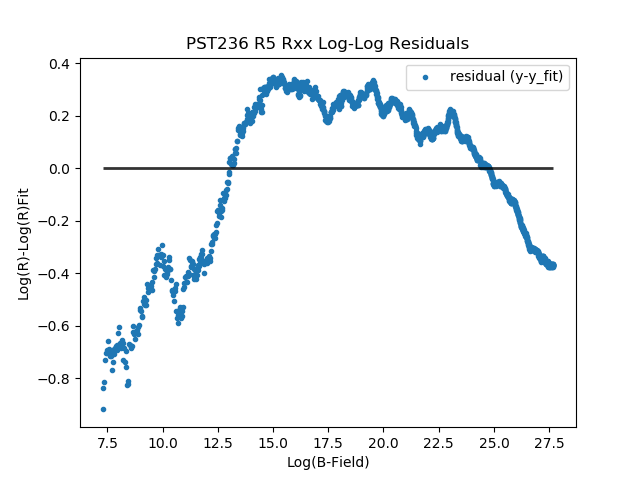 PST236 R5 Rxx Log-Log Residuals
residual (y-y_fit)
Log(R)-Log(R)Fit
0.4
0.2
0.0
−0.2
−0.4
−0.6
−0.8
7.5 10.0 12.5 15.0 17.5 20.0 22.5 25.0 27.5
Log(B-Field)